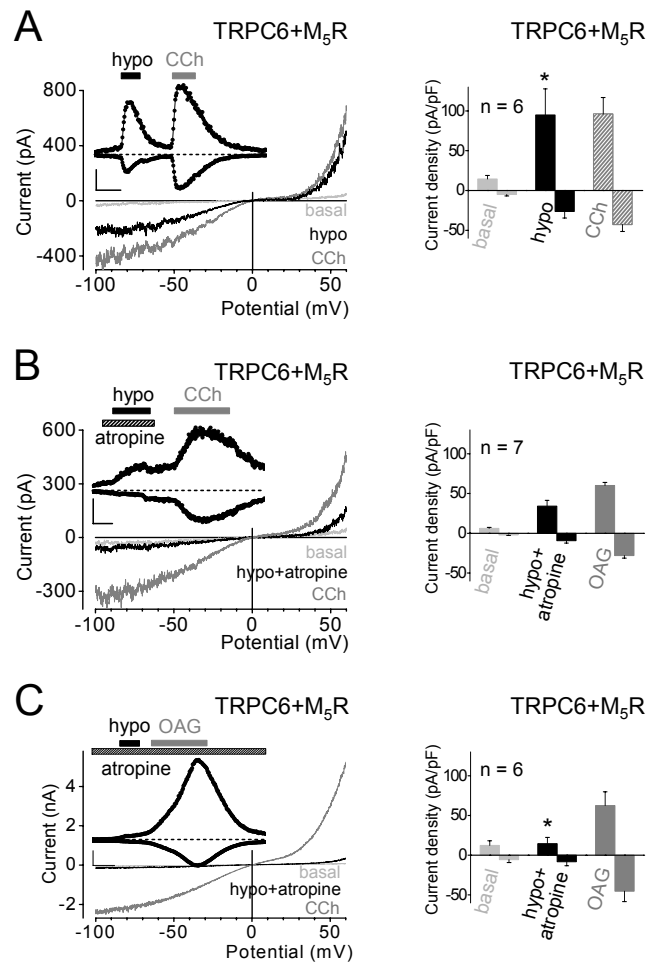 A
TRPC6+M5R
TRPC6+M5R
hypo CCh
800
400
0
-400
Current (pA)
basal
hypo
CCh
-100 -50 0 50
Potential (mV)
Current density (pA/pF)
100
50
0
-50
n = 6
*
basal
hypo
CCh
B
TRPC6+M5R
TRPC6+M5R
hypo CCh
atropine
600
300
0
-300
Current (pA)
basal
hypo+atropine
CCh
-100 -50 0 50
Potential (mV)
Current density (pA/pF)
100
50
0
-50
n = 7
basal
hypo+
atropine
OAG
C
TRPC6+M5R
TRPC6+M5R
hypo OAG
atropine
4
2
0
-2
Current (nA)
basal
hypo+atropine
CCh
-100 -50 0 50
Potential (mV)
Current density (pA/pF)
100
50
0
-50
n = 6
*
basal
hypo+
atropine
OAG